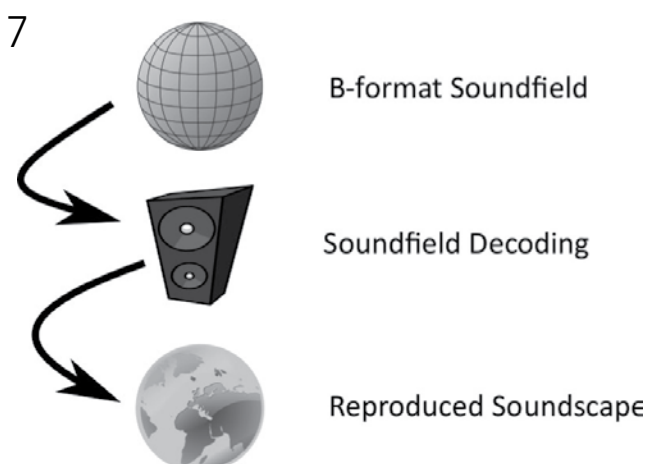 7
B-format Soundfield
Soundfield Decoding
Reproduced Soundscape